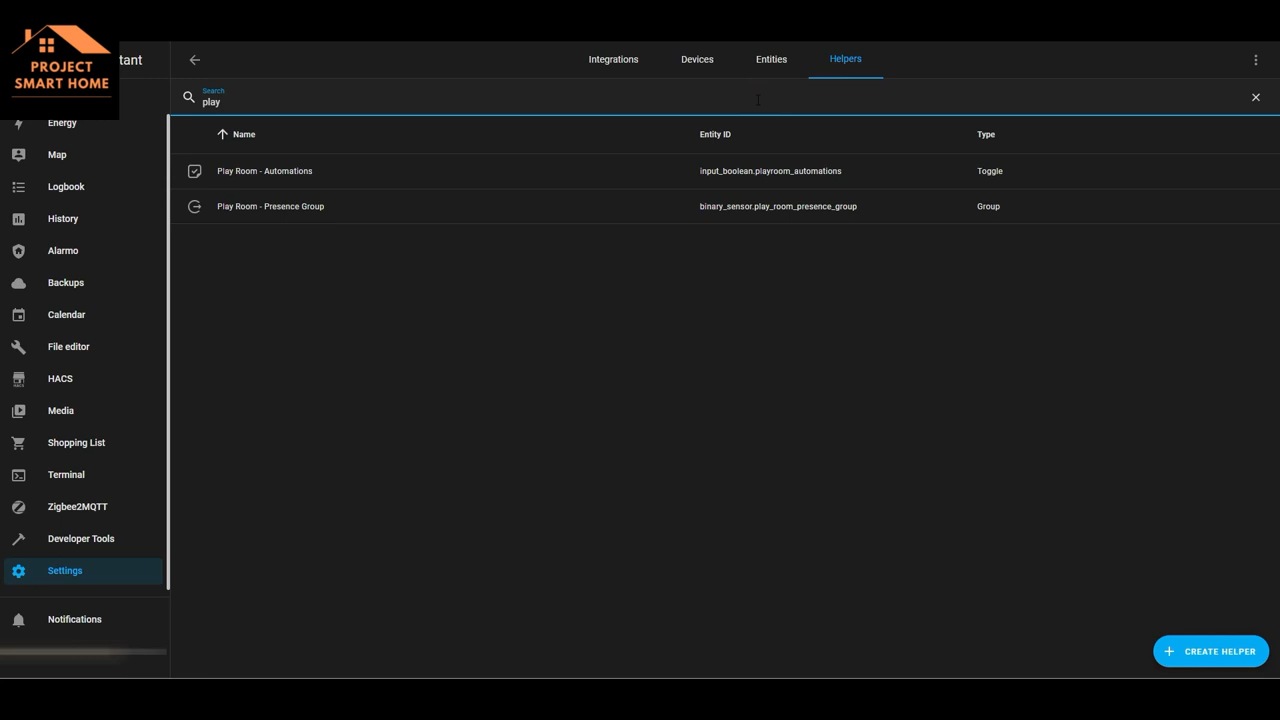 PROJECT
SMART HOME
tant
Integrations
Devices
Entities
Helpers
Search
play
Name
Entity ID
Type
Play Room - Automations
input_boolean.playroom_automations
Toggle
Play Room - Presence Group
binary_sensor.play_room_presence_group
Group
Energy
Map
Logbook
History
Alarmo
Backups
Calendar
File editor
HACS
Media
Shopping List
Terminal
Zigbee2MQTT
Developer Tools
Settings
Notifications
CREATE HELPER